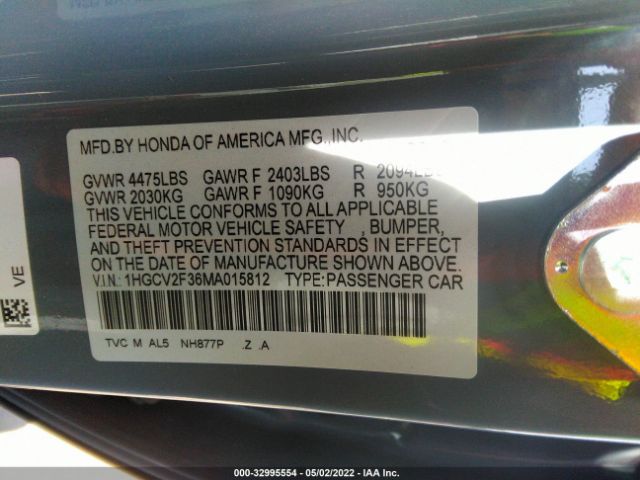 MFD.BY HONDA OF AMERICA MFG.,INC.
GVWR 4475LBS GAWR F 2403LBS R 2094LBS
GVWR 2030KG GAWR F 1090KG R 950KG
THIS VEHICLE CONFORMS TO ALL APPLICABLE
FEDERAL MOTOR VEHICLE SAFETY , BUMPER,
AND THEFT PREVENTION STANDARDS IN EFFECT
ON THE DATE OF MANUFACTURE SHOWN ABOVE.
V.I.N.:1HGCV2F36MA015812 TYPE:PASSENGER CAR
TVC M AL5 NH877P .Z .A
VE
0-32995554 - 05/02/2022 - IAA Inc.